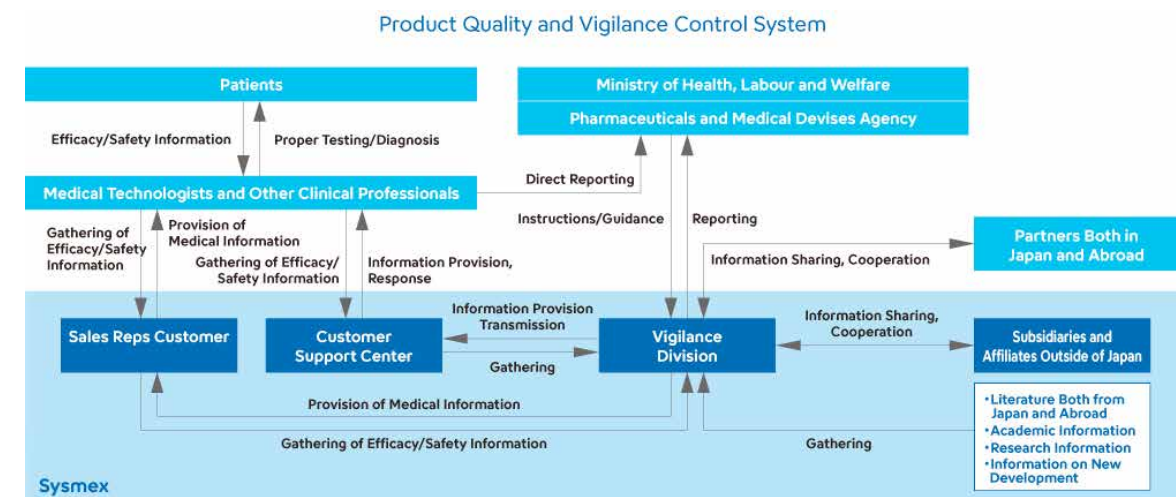 Product Quality and Vigilance Control System
Patients
Ministry of Health, Labour and Welfare
Pharmaceuticals and Medical Devises Agency
Efficacy/Safety Information
Proper Testing/Diagnosis
Direct Reporting
Medical Technologists and Other Clinical Professionals
Gathering of
Efficacy/Safety
Information
Provision of
Medical Information
Gathering of Efficacy/
Safety Information
Information Provision,
Response
Instructions/Guidance
Reporting
Information Sharing, Cooperation
Partners Both in
Japan and Abroad
Sales Reps Customer
Customer
Support Center
Information Provision
Transmission
Gathering
Vigilance
Division
Information Sharing,
Cooperation
Subsidiaries and
Affiliates Outside of Japan
Provision of Medical Information
Gathering of Efficacy/Safety Information
Gathering
•Literature Both from
Japan and Abroad
•Academic Information
•Research Information
•Information on New
Development
Sysmex